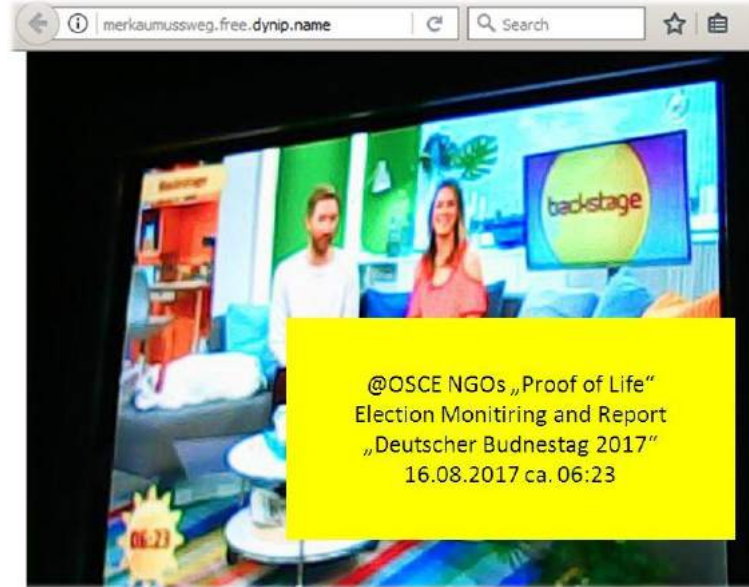 merkaumussweg.free.dynip.name
Search
backstage
@OSCE NGOs „Proof of Life“
Election Monitiring and Report
„Deutscher Budnestag 2017“
16.08.2017 ca. 06:23
06:23